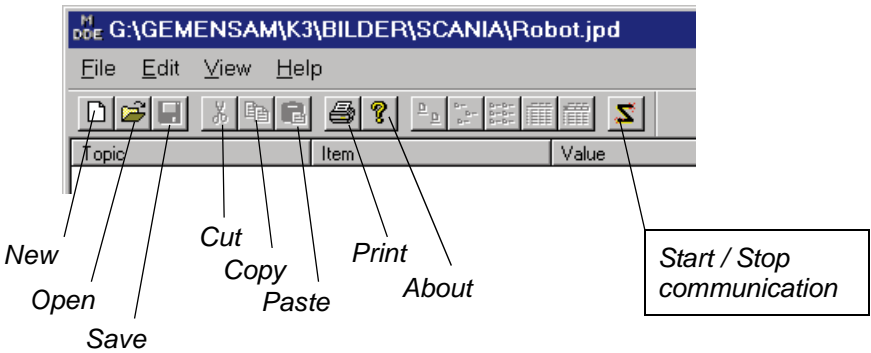 M
DDE G:\GEMENSAM\K3\BILDER\SCANIA\Robot.jpd
File Edit View Help
Topic Item Value
New
Open
Save
Cut
Copy
Paste
Print
About
Start / Stop
communication